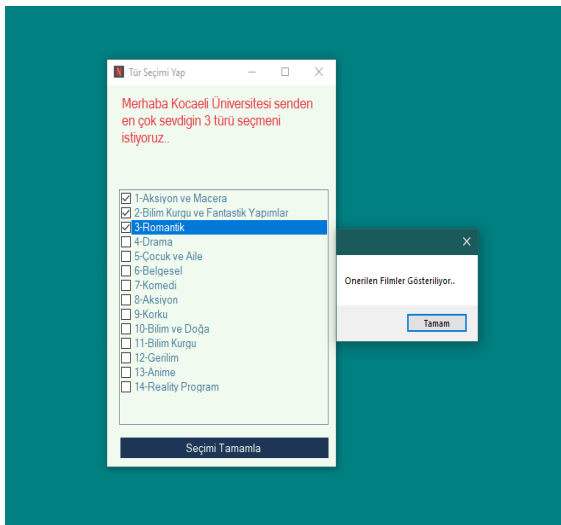 N Tür Seçimi Yap
Merhaba Kocaeli Üniversitesi senden
en çok sevdigin 3 türü seçmeni
istiyoruz..
1-Aksiyon ve Macera
2-Bilim Kurgu ve Fantastik Yapımlar
3-Romantik
4-Drama
5-Çocuk ve Aile
6-Belgesel
7-Komedi
8-Aksiyon
9-Korku
10-Bilim ve Doğa
11-Bilim Kurgu
12-Gerilim
13-Anime
14-Reality Program
Seçimi Tamamla
Onerilen Filmler Gösteriliyor..
Tamam